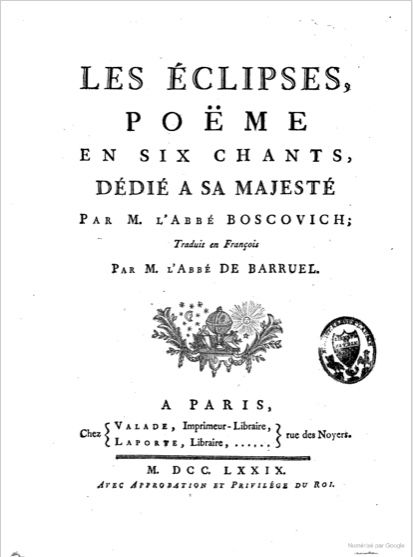 LES ÉCLIPSES,
POËME
EN SIX CHANTS,
DÉDIÉ A SA MAJESTÉ
PAR M. L'ABBÉ BOSCOVICH;
Traduit en François
PAR M. L'ABBÉ DE BARRUEL.
A PARIS,
Chez { VALADE, Imprimeur-Libraire, } rue des Noyers.
LAPORTE, Libraire, ......
M. DCC. LXXIX.
AVEC APPROBATION ET PRIVILÉGE DU ROI.
Numérisé par Google